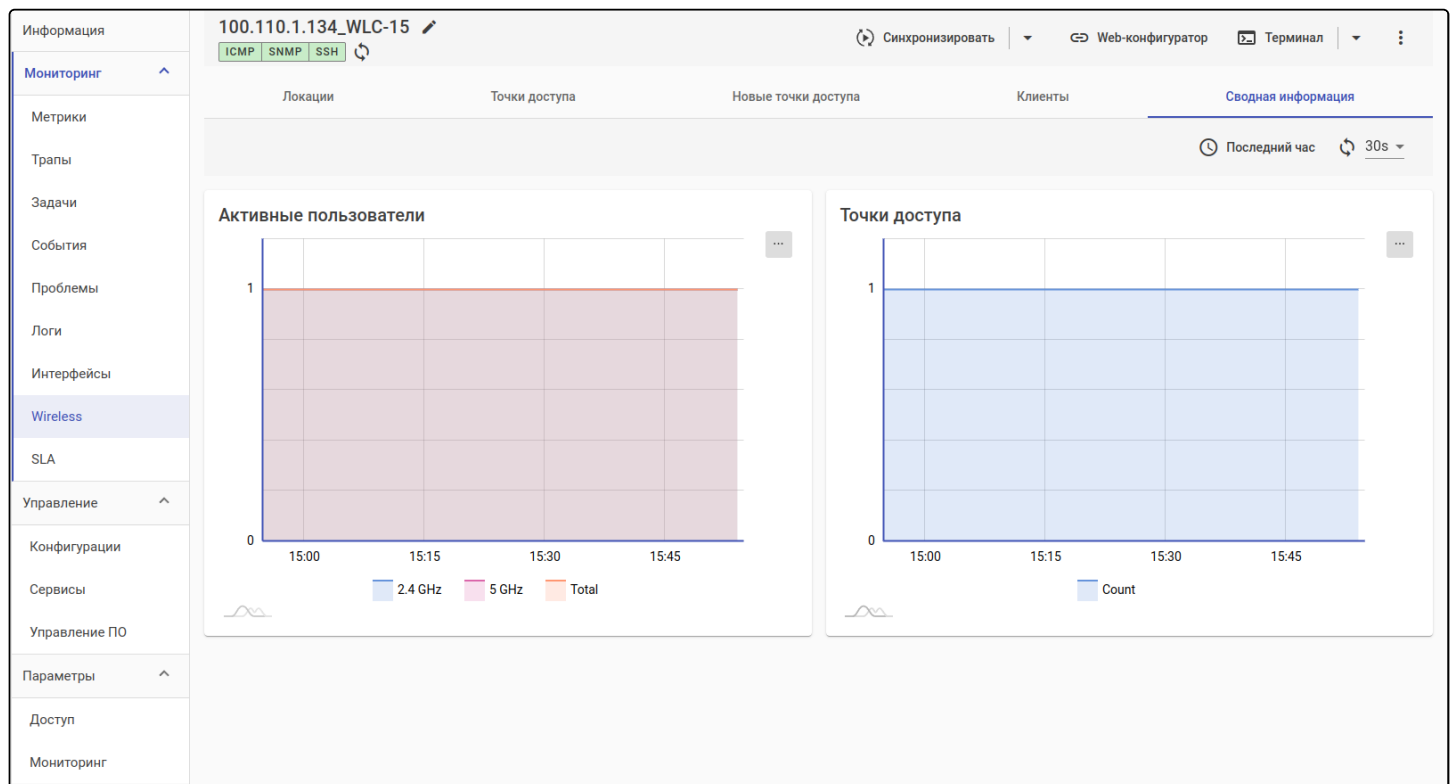 Информация
Мониторинг
Метрики
Трапы
Задачи
События
Проблемы
Логи
Интерфейсы
Wireless
SLA
Управление
Конфигурации
Сервисы
Управление ПО
Параметры
Доступ
Мониторинг
100.110.1.134_WLC-15
ICMP SNMP SSH
Синхронизировать Web-конфигуратор Терминал
Локации Точки доступа Новые точки доступа Клиенты Сводная информация
Последний час 30s
Активные пользователи
1
0
15:00 15:15 15:30 15:45
2.4 GHz 5 GHz Total
Точки доступа
1
0
15:00 15:15 15:30 15:45
Count